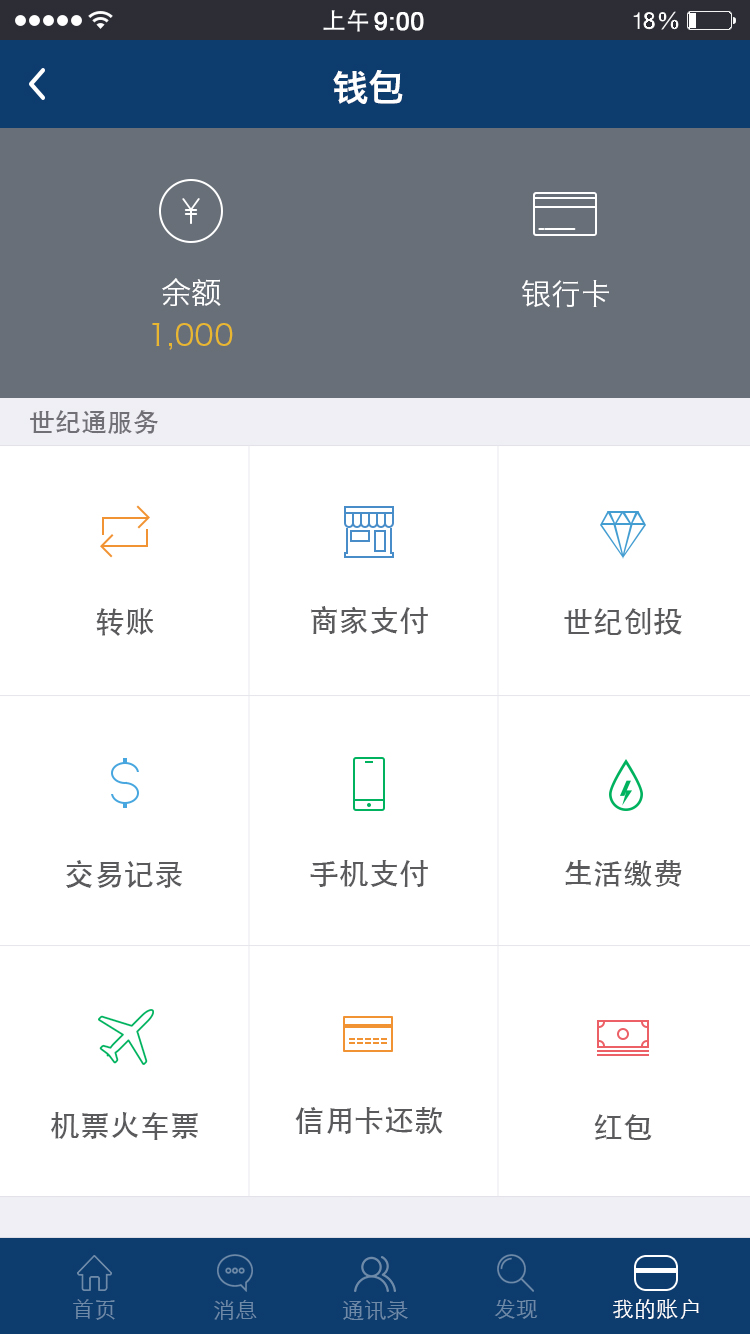 上午9:00
18%
钱包
¥
余额
1,000
银行卡
世纪通服务
转账
商家支付
世纪创投
交易记录
手机支付
生活缴费
机票火车票
信用卡还款
红包
首页
消息
通讯录
发现
我的账户